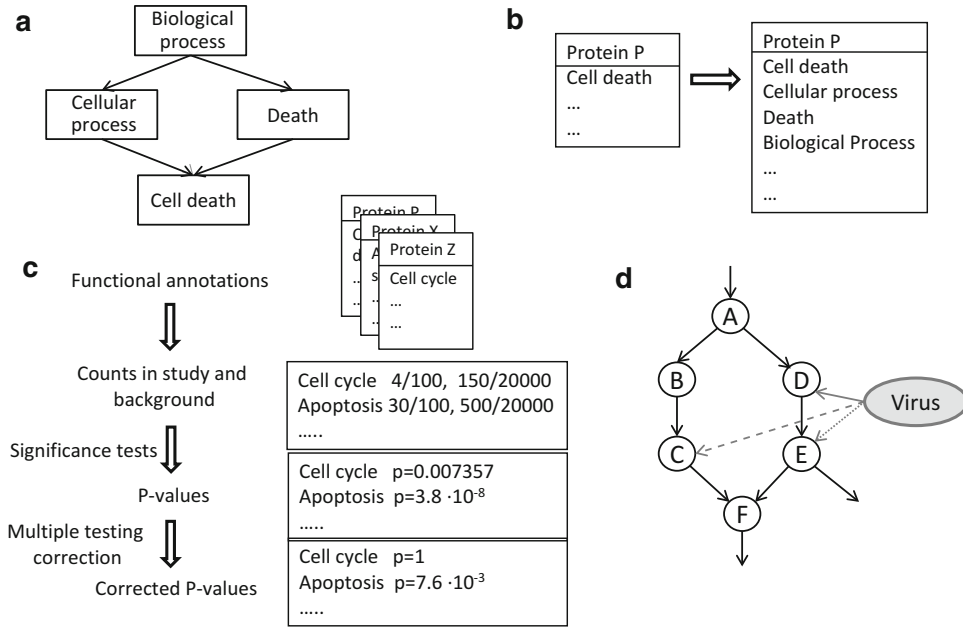 a
Biological
process
Cellular
process
Death
Cell death
b
Protein P
Cell death
...
...
Protein P
Cell death
Cellular process
Death
Biological Process
...
...
c
Functional annotations
Counts in study and
background
Significance tests
P-values
Multiple testing
correction
Corrected P-values
Protein P
C
d
..
..
Protein X
A
s
..
..
Protein Z
Cell cycle
...
...
Cell cycle 4/100, 150/20000
Apoptosis 30/100, 500/20000
.....
Cell cycle p=0.007357
Apoptosis p=3.8 ·10⁻⁸
.....
Cell cycle p=1
Apoptosis p=7.6 ·10⁻³
.....
d
A
B
D
Virus
C
E
F